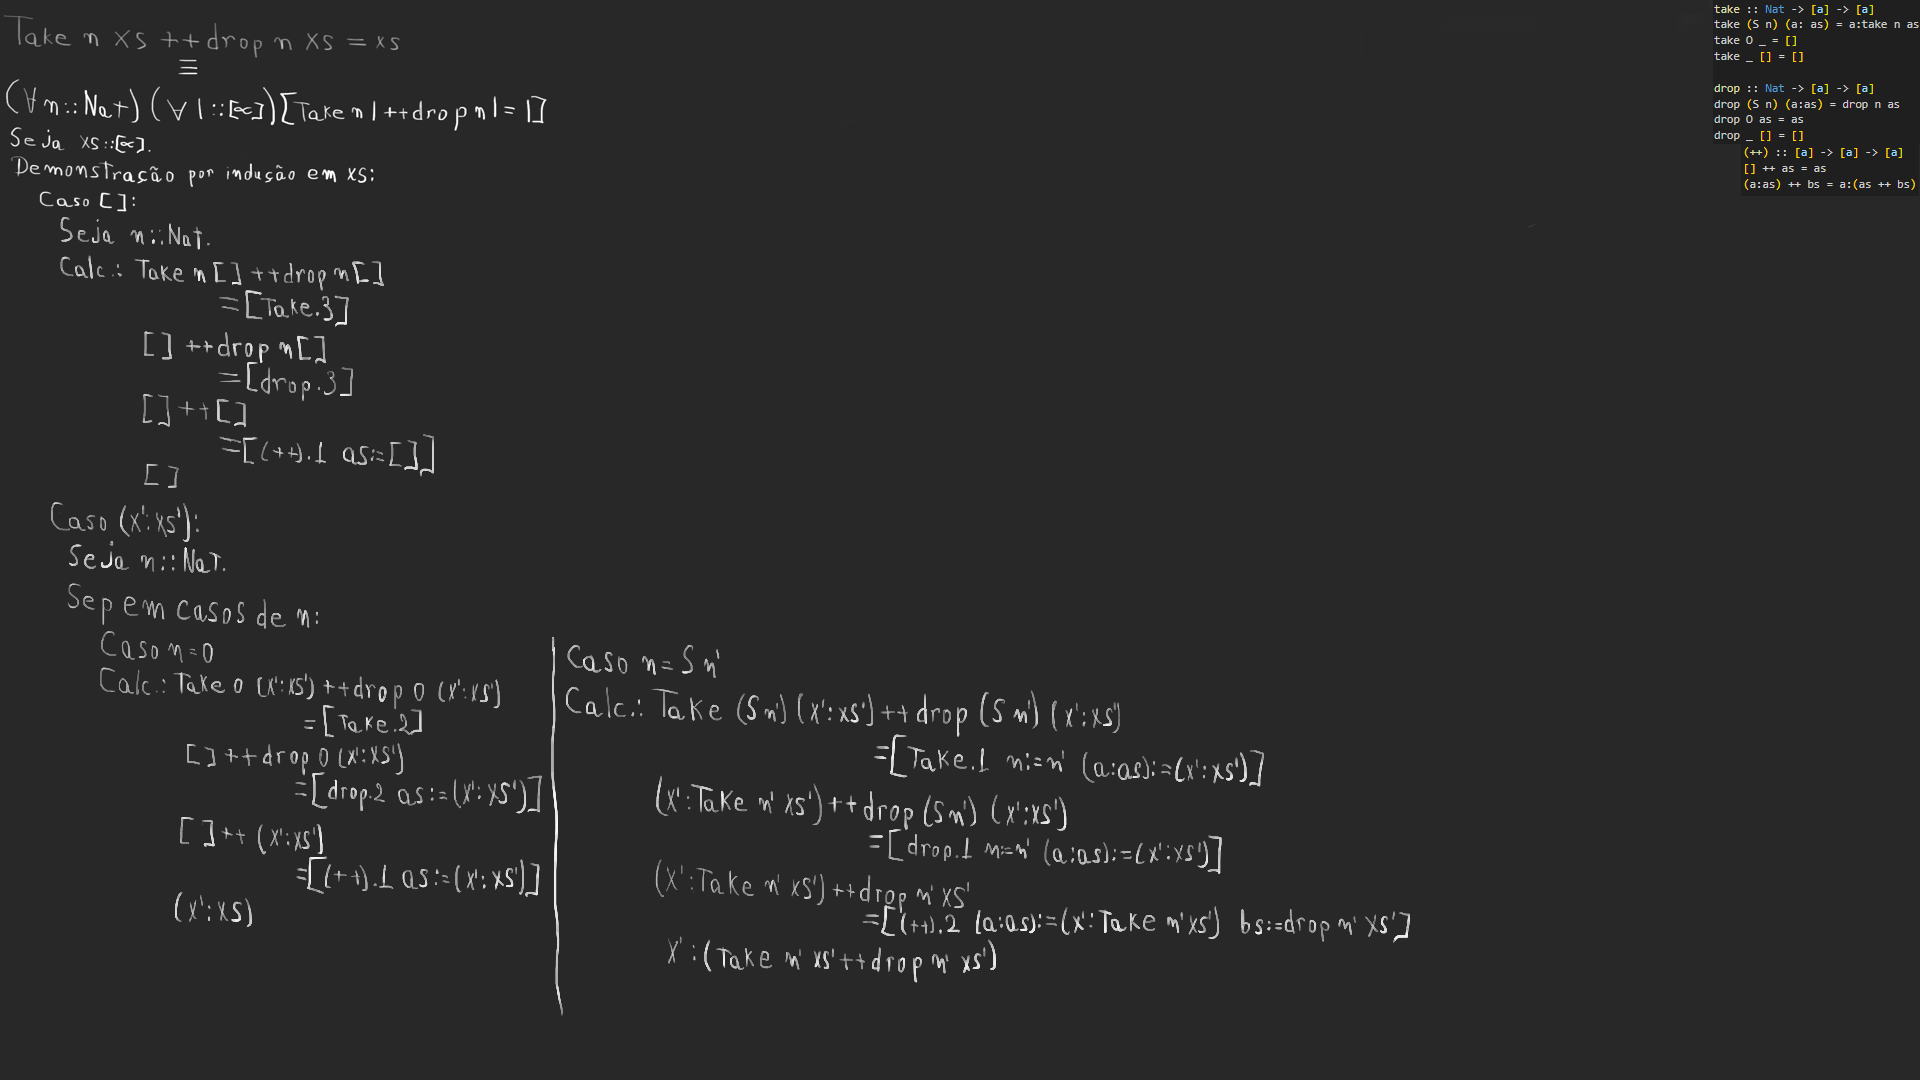 Take n xs ++ drop n xs = xs
≡
(∀ n :: Nat) (∀ l :: [α]) [Take n l ++ drop n l = l]
Seja xs :: [α].
Demonstração por indução em xs:
Caso []:
Seja n :: Nat.
Calc.: Take n [] ++ drop n []
= [Take.3]
[] ++ drop n []
= [drop.3]
[] ++ []
= [(++).1 as := []]
[]
Caso (x':xs'):
Seja n :: Nat.
Sep em casos de n:
Caso n = 0
Calc.: Take 0 (x':xs') ++ drop 0 (x':xs')
= [Take.2]
[] ++ drop 0 (x':xs')
= [drop.2 as := (x':xs')]
[] ++ (x':xs')
= [(++).1 as := (x':xs')]
(x':xs)
Caso n = S n'
Calc.: Take (S n') (x':xs') ++ drop (S n') (x':xs')
= [Take.1 n := n' (a:as) := (x':xs')]
(x':Take n' xs') ++ drop (S n') (x':xs')
= [drop.1 n := n' (a:as) := (x':xs')]
(x':Take n' xs') ++ drop n' xs'
= [(++).2 (a:as) := (x':Take n' xs') bs := drop n' xs']
x':(Take n' xs' ++ drop n' xs')
take :: Nat -> [a] -> [a]
take (S n) (a: as) = a:take n as
take O _ = []
take _ [] = []
drop :: Nat -> [a] -> [a]
drop (S n) (a:as) = drop n as
drop O as = as
drop _ [] = []
(++) :: [a] -> [a] -> [a]
[] ++ as = as
(a:as) ++ bs = a:(as ++ bs)